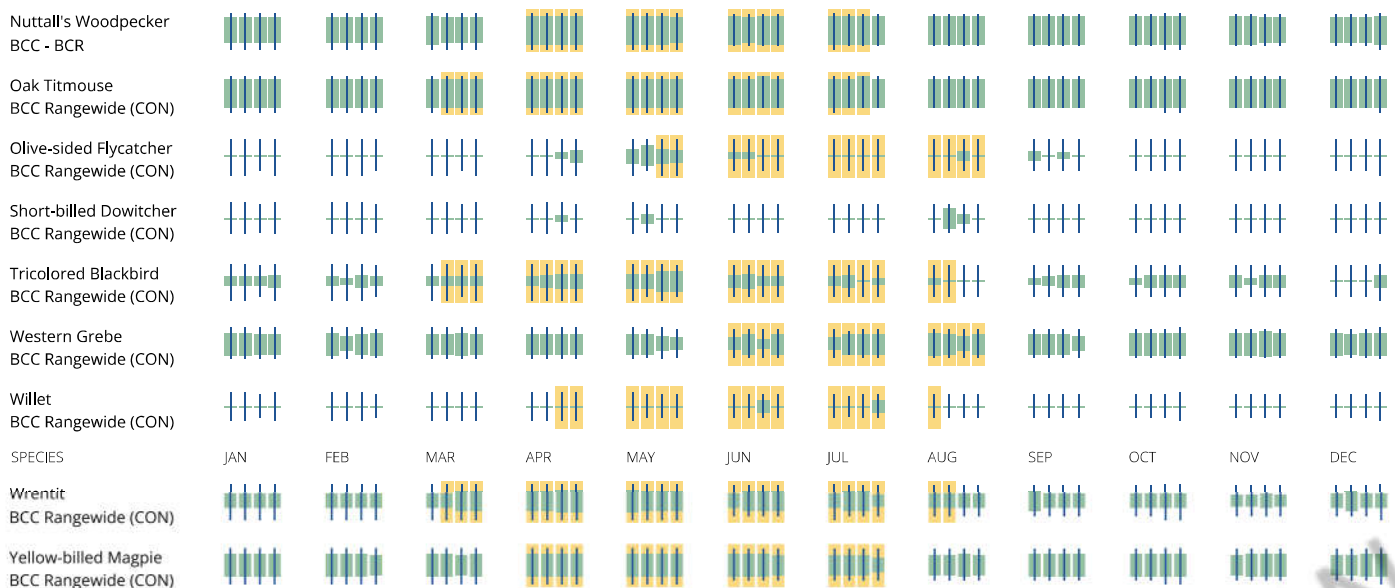 Nuttall's Woodpecker
BCC - BCR
Oak Titmouse
BCC Rangewide (CON)
Olive-sided Flycatcher
BCC Rangewide (CON)
Short-billed Dowitcher
BCC Rangewide (CON)
Tricolored Blackbird
BCC Rangewide (CON)
Western Grebe
BCC Rangewide (CON)
Willet
BCC Rangewide (CON)
SPECIES JAN FEB MAR APR MAY JUN JUL AUG SEP OCT NOV DEC
Wrentit
BCC Rangewide (CON)
Yellow-billed Magpie
BCC Rangewide (CON)